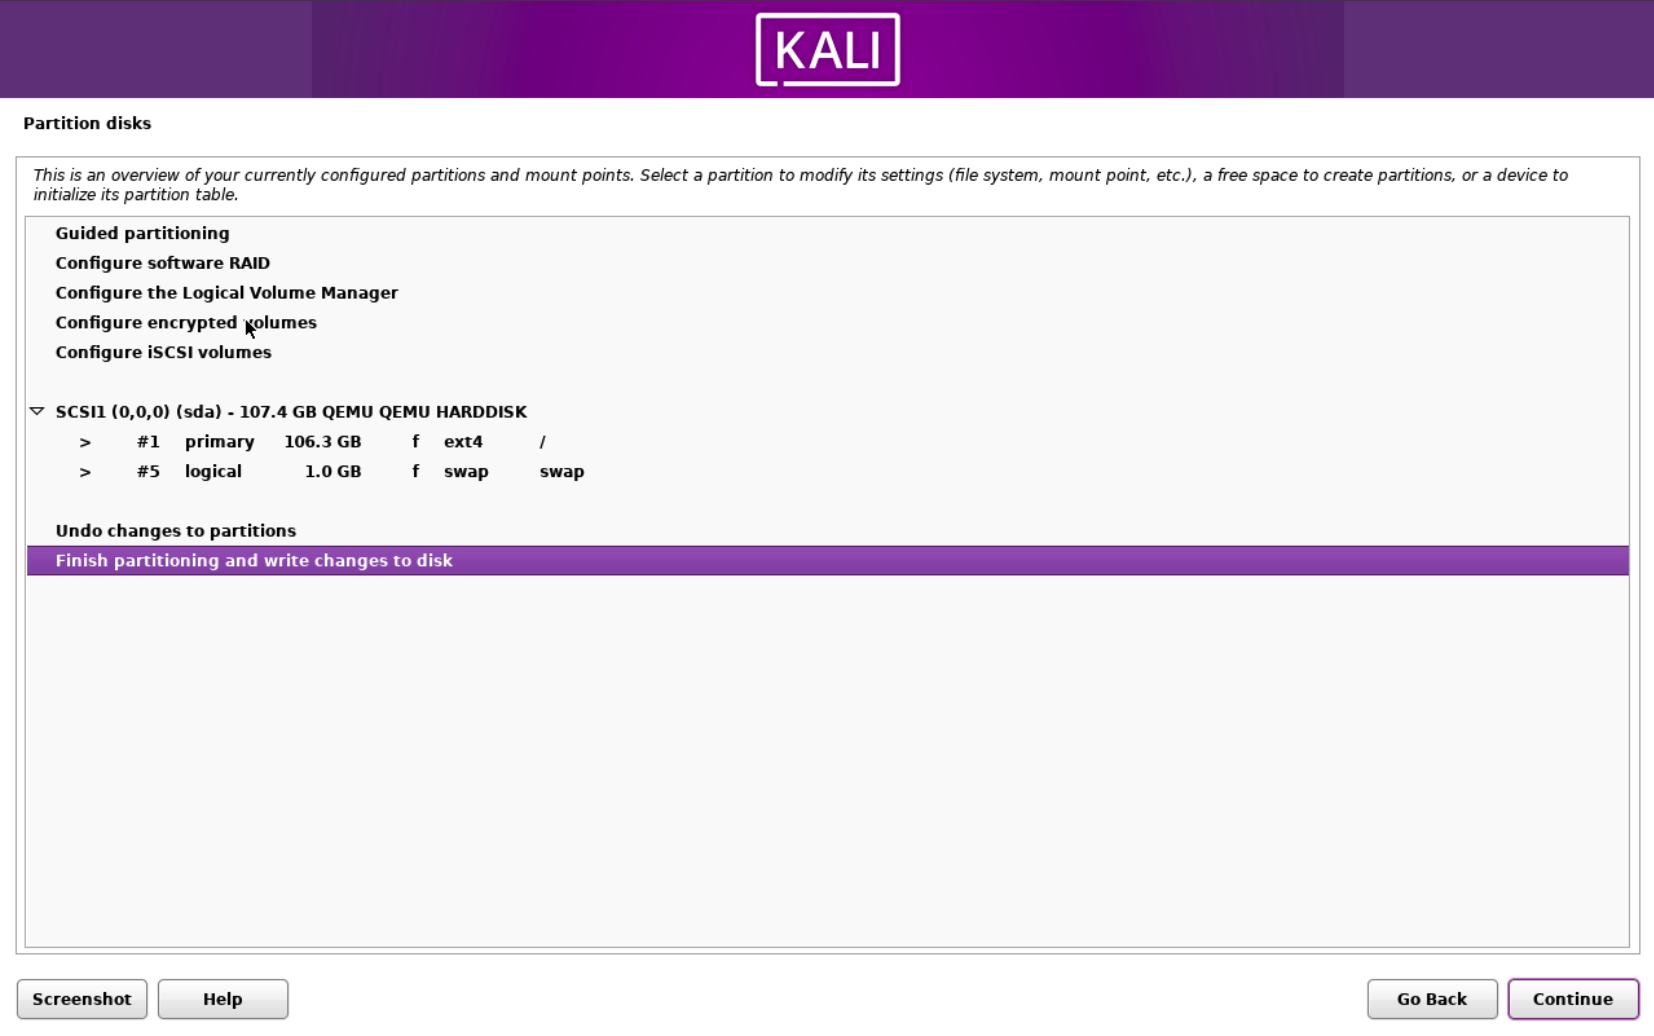 KALI
Partition disks
This is an overview of your currently configured partitions and mount points. Select a partition to modify its settings (file system, mount point, etc.), a free space to create partitions, or a device to
initialize its partition table.
Guided partitioning
Configure software RAID
Configure the Logical Volume Manager
Configure encrypted volumes
Configure iSCSI volumes
SCSI1 (0,0,0) (sda) - 107.4 GB QEMU QEMU HARDDISK
> #1 primary 106.3 GB f ext4 /
> #5 logical 1.0 GB f swap swap
Undo changes to partitions
Finish partitioning and write changes to disk
Screenshot Help Go Back Continue